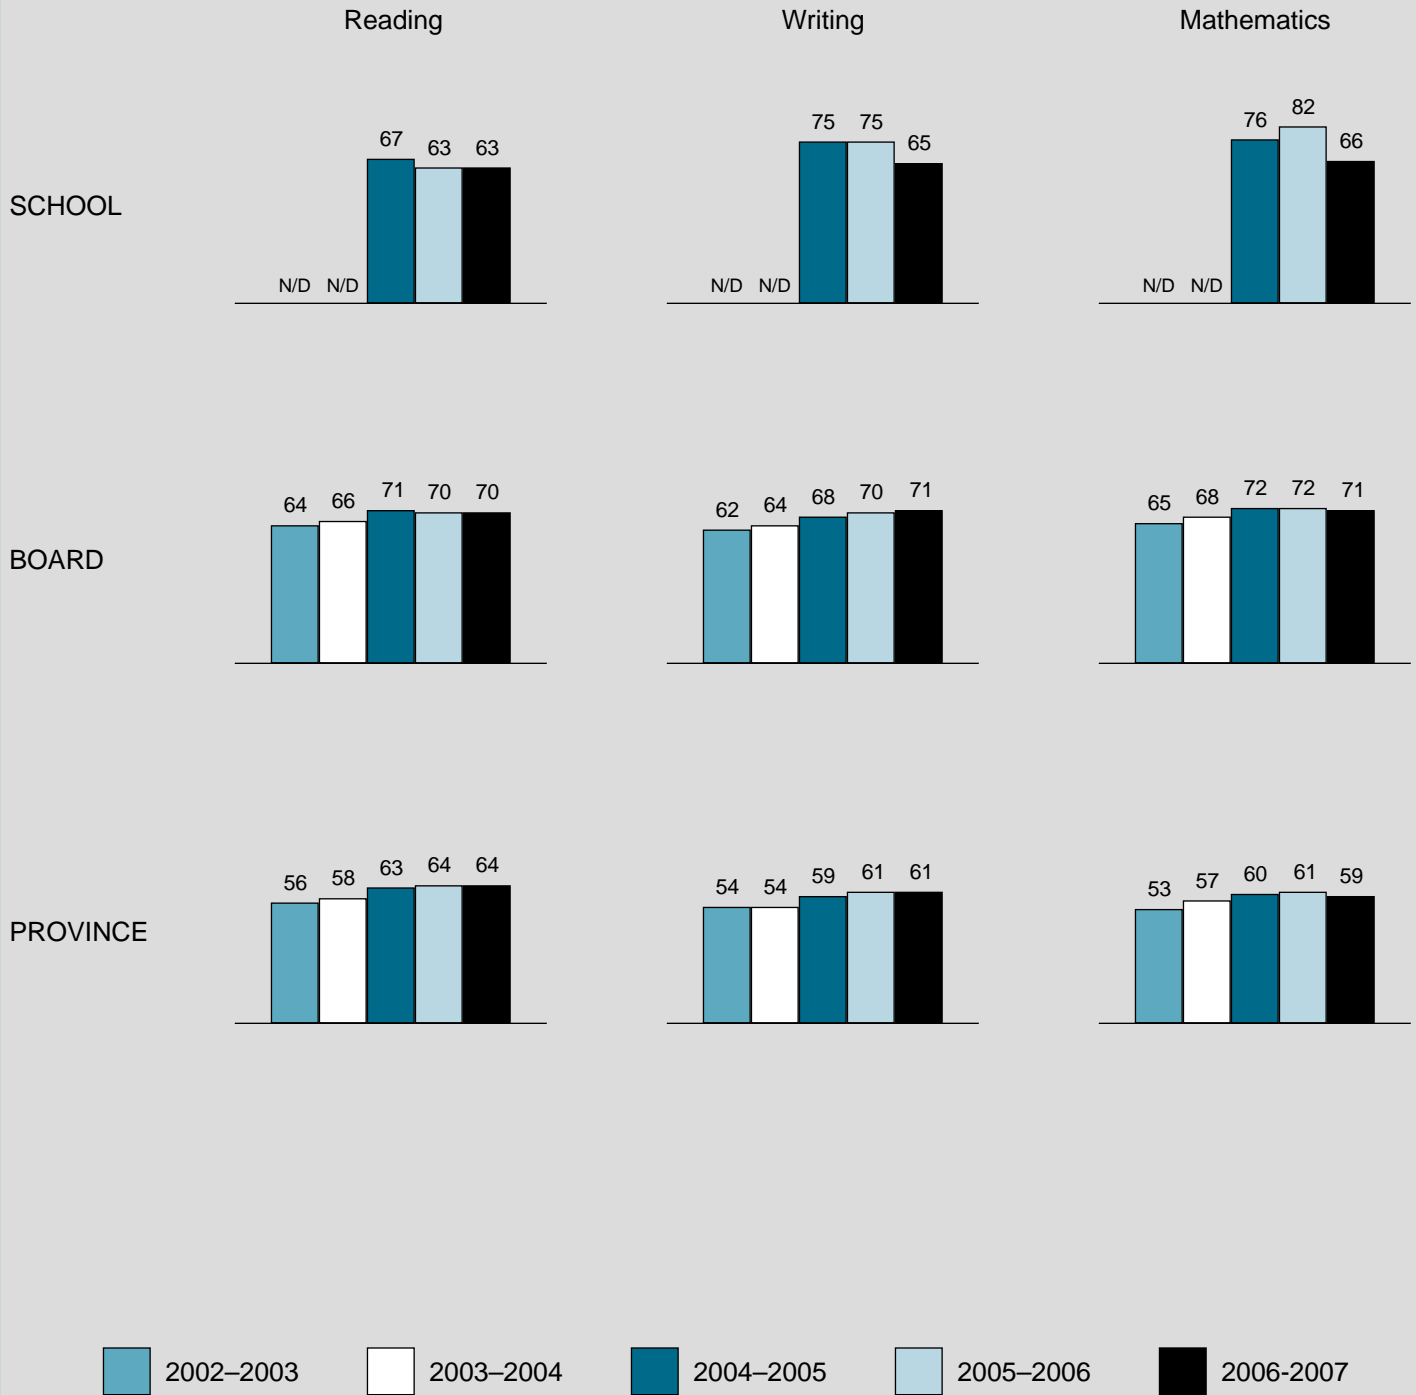 Reading Writing Mathematics
SCHOOL
67 63 63
N/D N/D
75 75 65
N/D N/D
76 82 66
N/D N/D
BOARD
64 66 71 70 70
62 64 68 70 71
65 68 72 72 71
PROVINCE
56 58 63 64 64
54 54 59 61 61
53 57 60 61 59
2002–2003 2003–2004 2004–2005 2005–2006 2006-2007